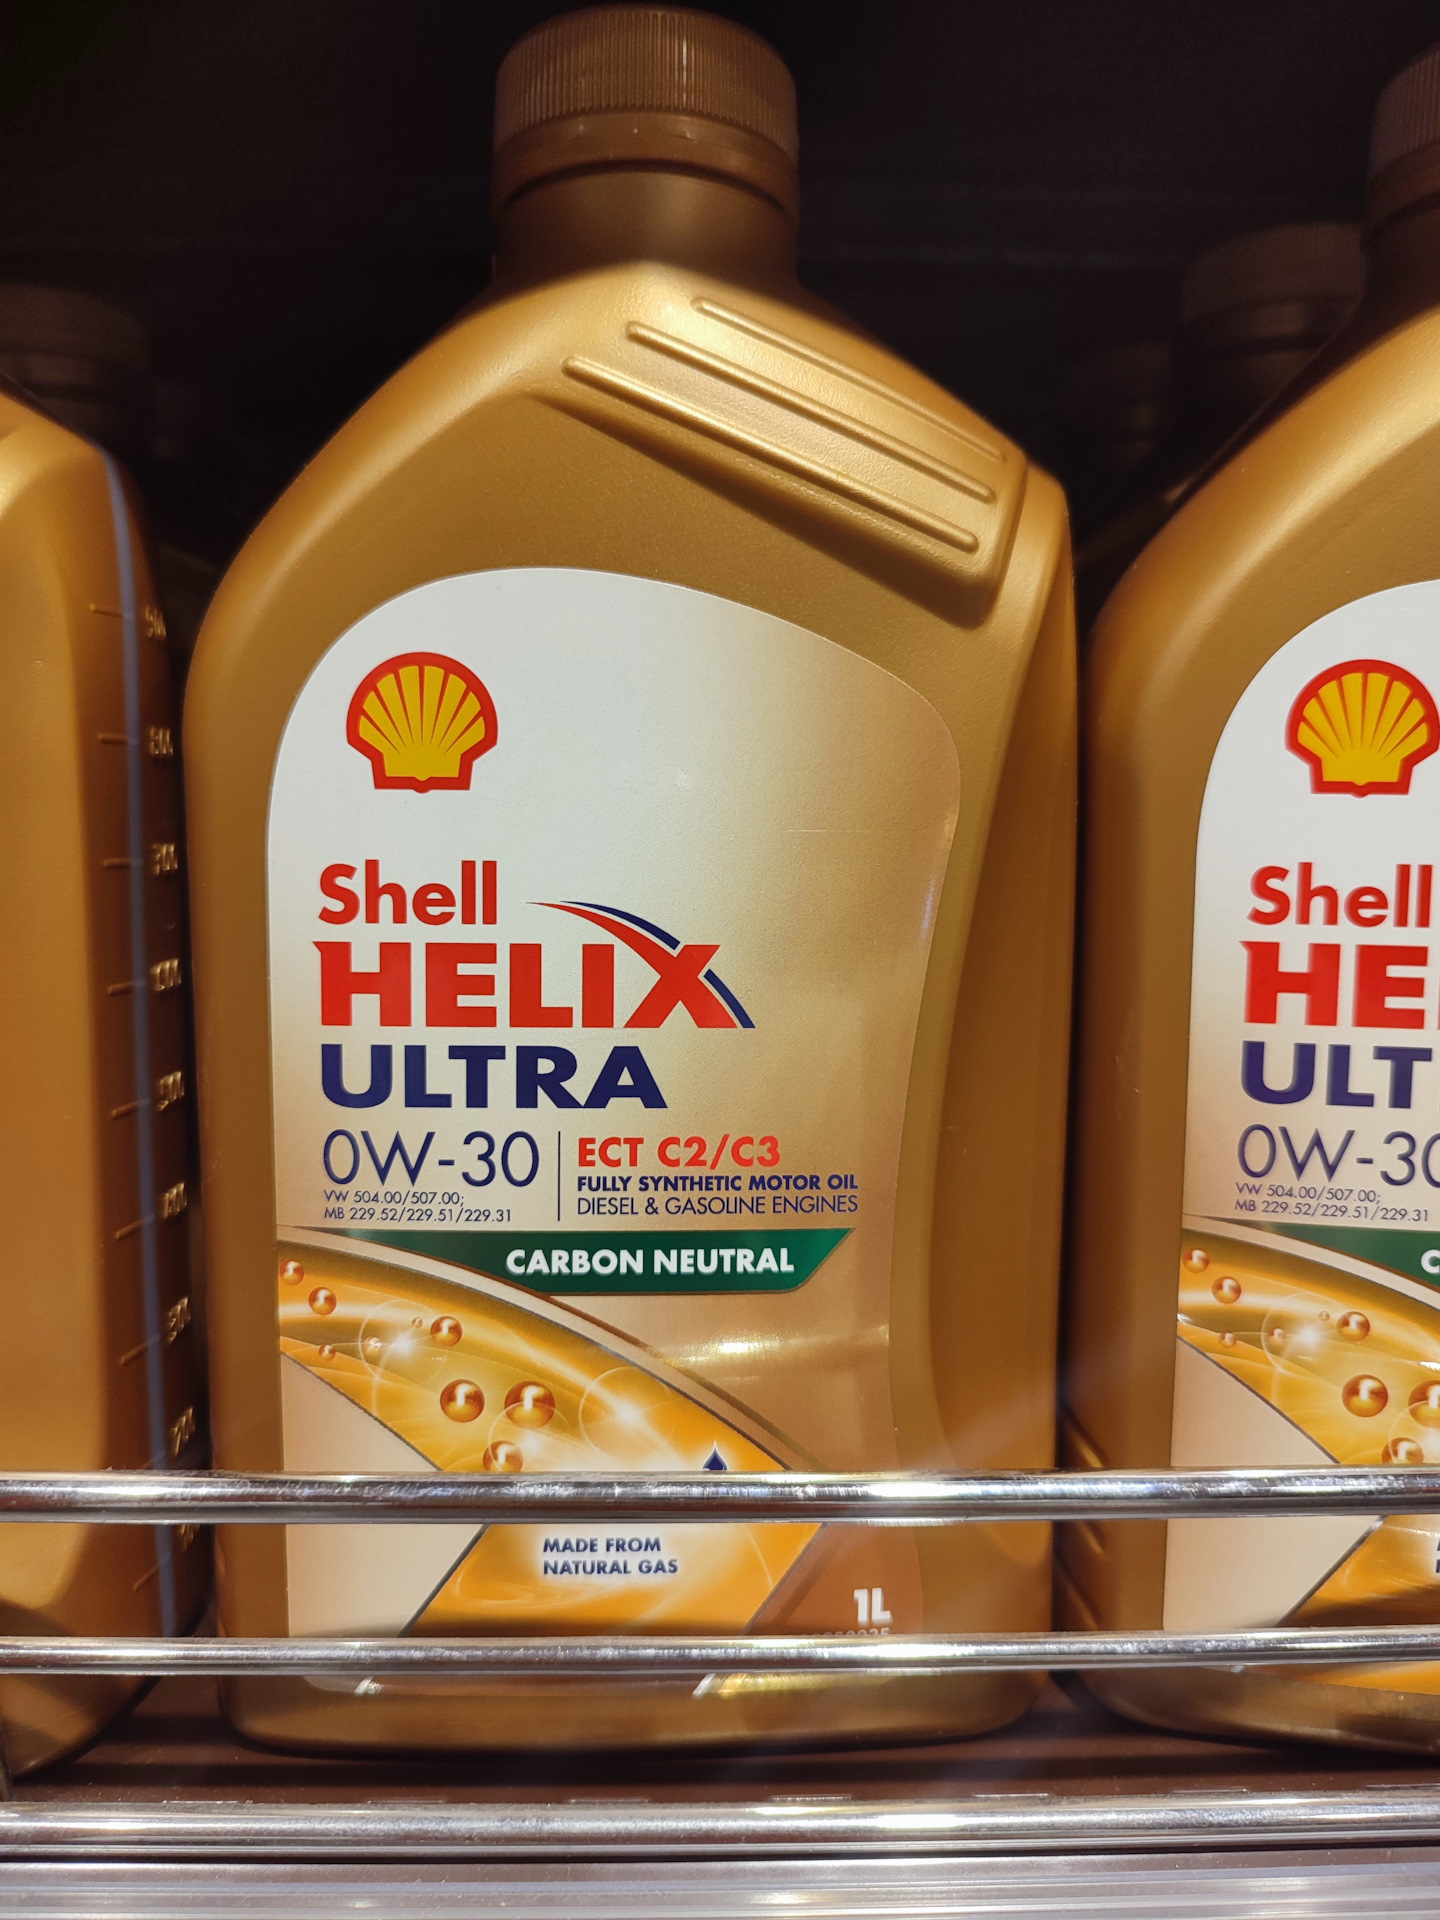 Shell
HELIX
ULTRA
0W-30
VW 504.00/507.00;
MB 229.52/229.51/229.31
ECT C2/C3
FULLY SYNTHETIC MOTOR OIL
DIESEL & GASOLINE ENGINES
CARBON NEUTRAL
MADE FROM
NATURAL GAS
1L
Shell
HE
ULT
0W-30
VW 504.00/507.00;
MB 229.52/229.51/229.31
C